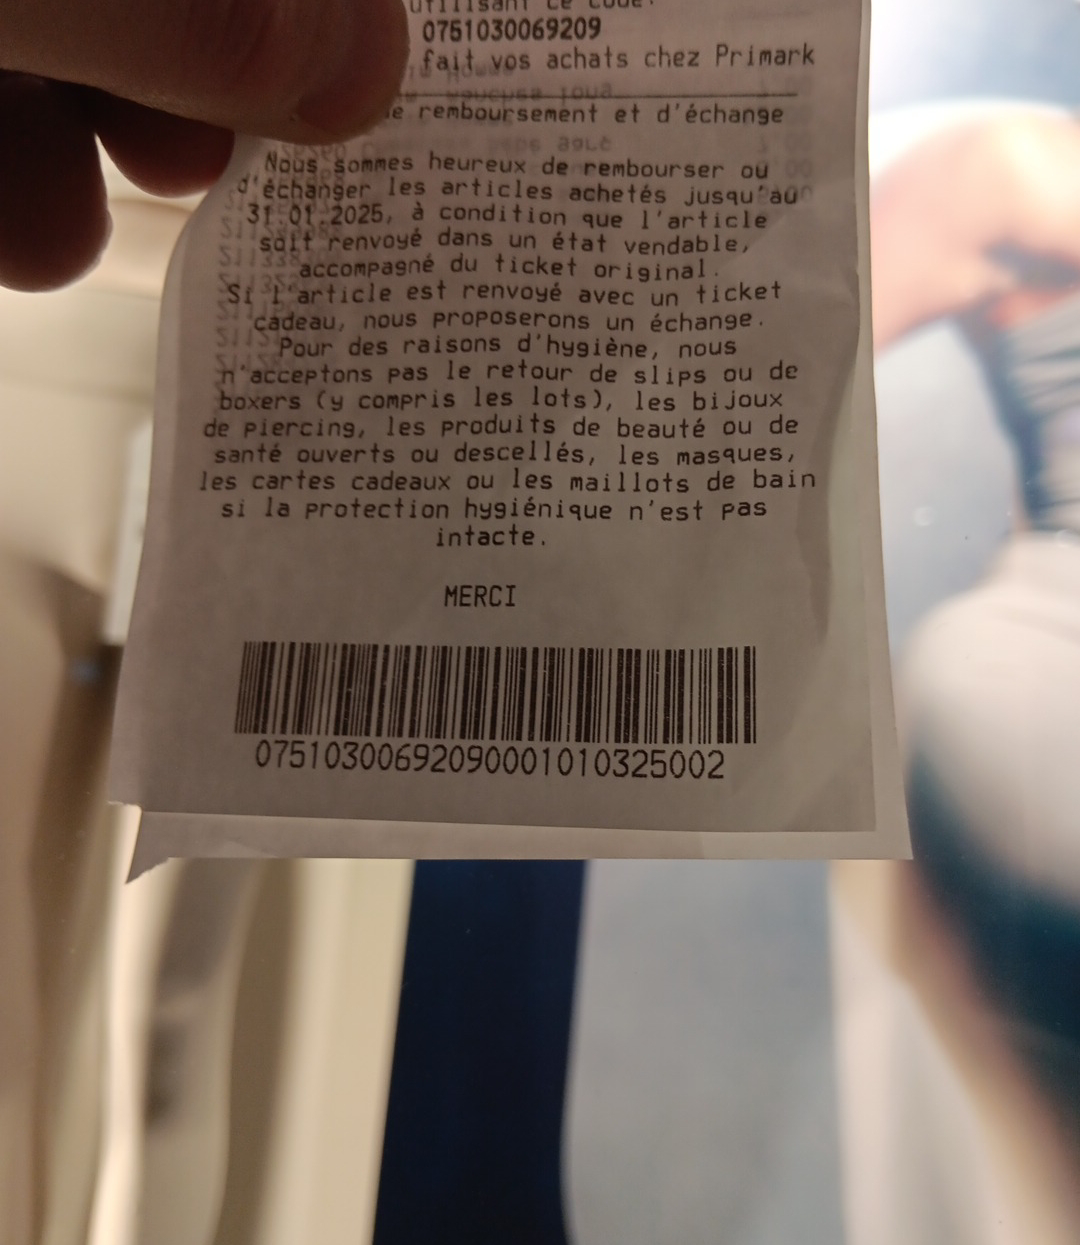 utilisant ce code:
0751030069209
fait vos achats chez Primark
remboursement et d'échange
Nous sommes heureux de rembourser ou
d'échanger les articles achetés jusqu'au
31.01.2025, à condition que l'article
soit renvoyé dans un état vendable,
accompagné du ticket original.
Si l'article est renvoyé avec un ticket
cadeau, nous proposerons un échange.
Pour des raisons d'hygiène, nous
n'acceptons pas le retour de slips ou de
boxers (y compris les lots), les bijoux
de piercing, les produits de beauté ou de
santé ouverts ou descellés, les masques,
les cartes cadeaux ou les maillots de bain
si la protection hygiénique n'est pas
intacte.
MERCI
07510300692090001010325002